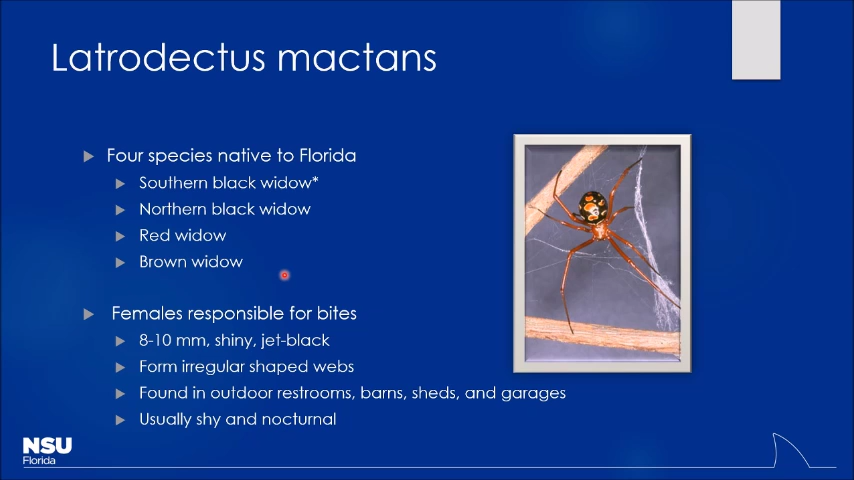 Latrodectus mactans
Four species native to Florida
Southern black widow*
Northern black widow
Red widow
Brown widow
Females responsible for bites
8-10 mm, shiny, jet-black
Form irregular shaped webs
Found in outdoor restrooms, barns, sheds, and garages
Usually shy and nocturnal
NSU
Florida